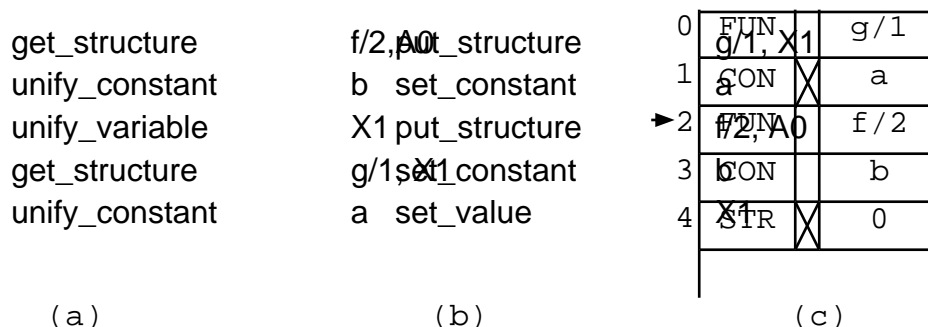 get_structure f/2, A0 put_structure g/1, X1 0 FUN g/1
unify_constant b set_constant a 1 CON a
unify_variable X1 put_structure f/2, A0 2 FUN f/2
get_structure g/1, X1 set_constant b 3 CON b
unify_constant a set_value X1 4 STR 0
(a) (b) (c)